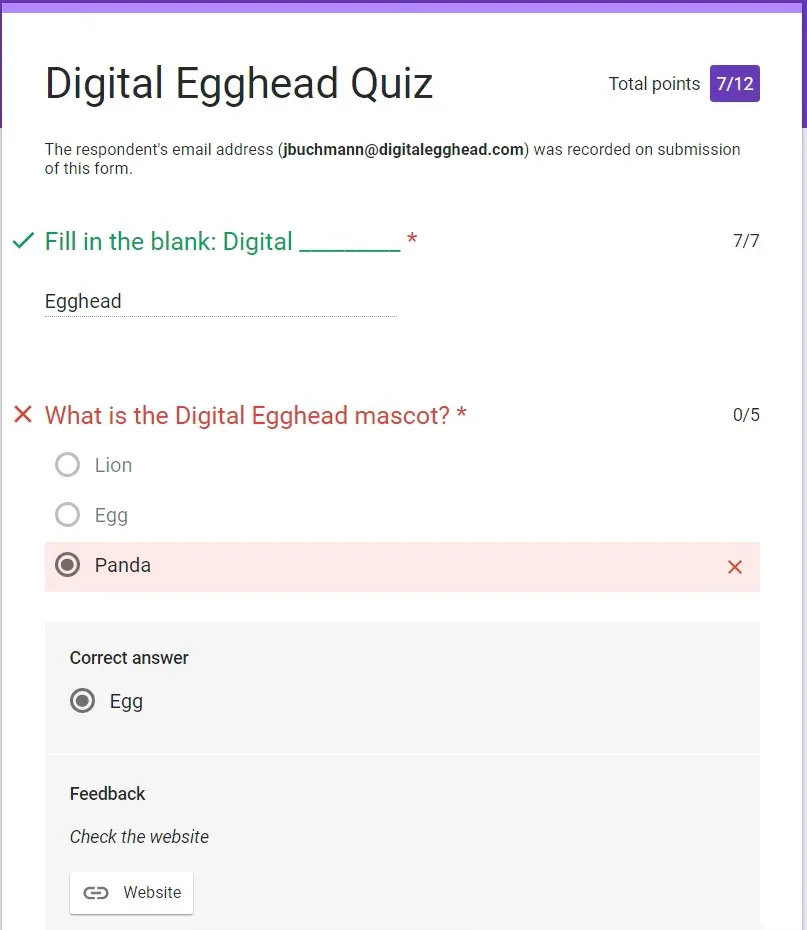 Digital Egghead Quiz
Total points 7/12
The respondent's email address (jbuchmann@digitalegghead.com) was recorded on submission
of this form.
Fill in the blank: Digital ________ *
7/7
Egghead
What is the Digital Egghead mascot? *
0/5
Lion
Egg
Panda
Correct answer
Egg
Feedback
Check the website
Website